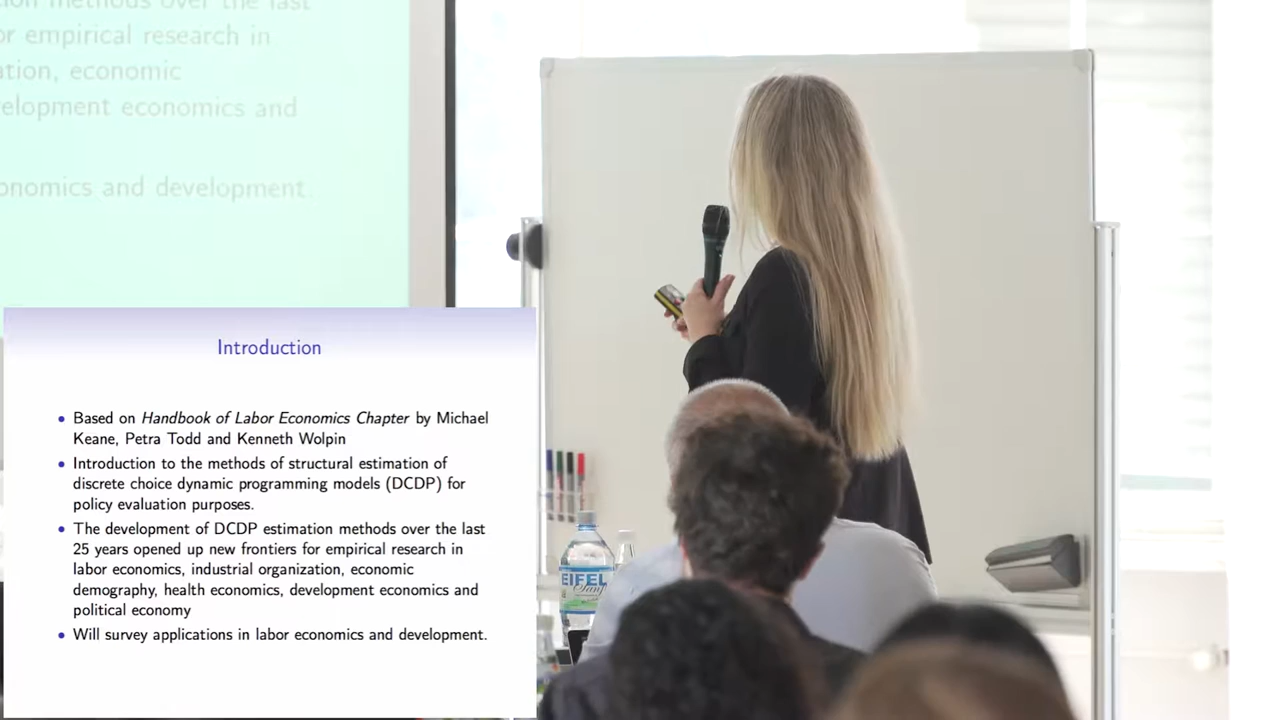 ion methods over the last
or empirical research in
ation, economic
elopment economics and
onomics and development.
Introduction
• Based on Handbook of Labor Economics Chapter by Michael
Keane, Petra Todd and Kenneth Wolpin
• Introduction to the methods of structural estimation of
discrete choice dynamic programming models (DCDP) for
policy evaluation purposes.
• The development of DCDP estimation methods over the last
25 years opened up new frontiers for empirical research in
labor economics, industrial organization, economic
demography, health economics, development economics and
political economy
• Will survey applications in labor economics and development.
EIFEL